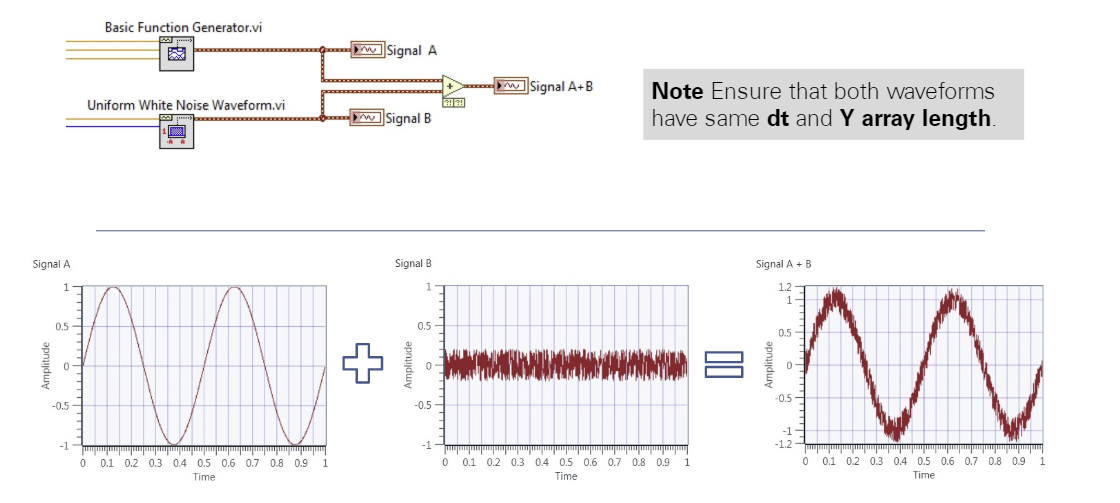 Basic Function Generator.vi
Signal A
Signal A+B
Uniform White Noise Waveform.vi
Signal B
Note Ensure that both waveforms
have same dt and Y array length.
Signal A
1
0.5
0
-0.5
-1
Amplitude
0 0.1 0.2 0.3 0.4 0.5 0.6 0.7 0.8 0.9 1
Time
Signal B
1
0.5
0
-0.5
-1
Amplitude
0 0.1 0.2 0.3 0.4 0.5 0.6 0.7 0.8 0.9 1
Time
Signal A + B
1.2
1
0.5
0
-0.5
-1
-1.2
Amplitude
0 0.1 0.2 0.3 0.4 0.5 0.6 0.7 0.8 0.9 1
Time